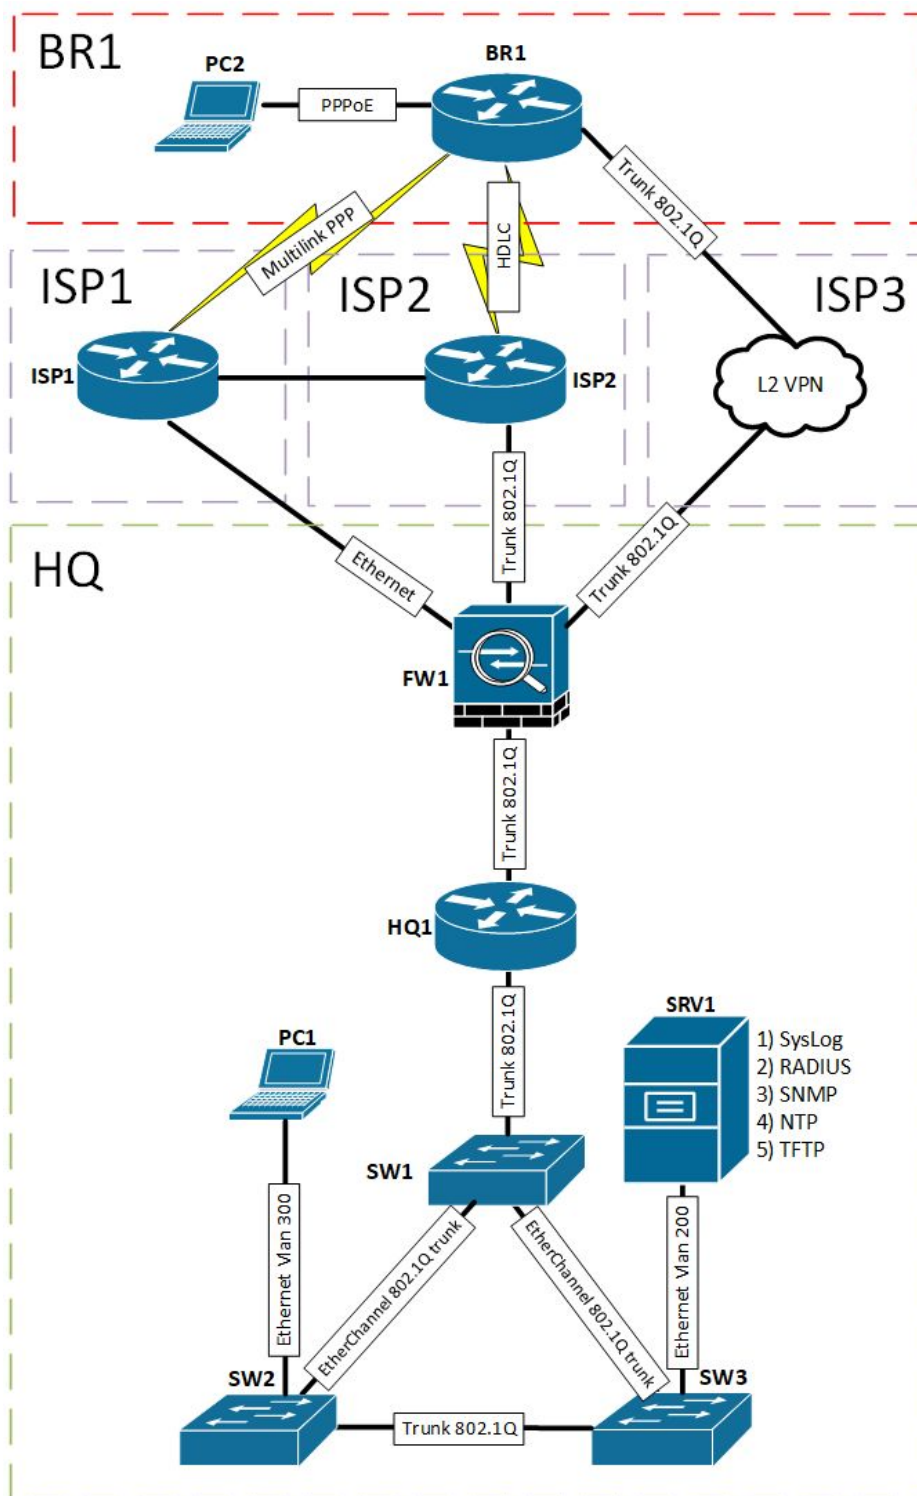 BR1
BR1
PC2
PPPoE
Trunk 802.1Q
Multilink PPP
HDLC
ISP1
ISP2
ISP3
ISP1
ISP2
L2 VPN
Trunk 802.1Q
Trunk 802.1Q
Ethernet
HQ
FW1
Trunk 802.1Q
HQ1
Trunk 802.1Q
SRV1
PC1
1) SysLog
2) RADIUS
3) SNMP
4) NTP
5) TFTP
SW1
Ethernet Vlan 300
EtherChannel 802.1Q trunk
EtherChannel 802.1Q trunk
Ethernet Vlan 200
SW2
SW3
Trunk 802.1Q